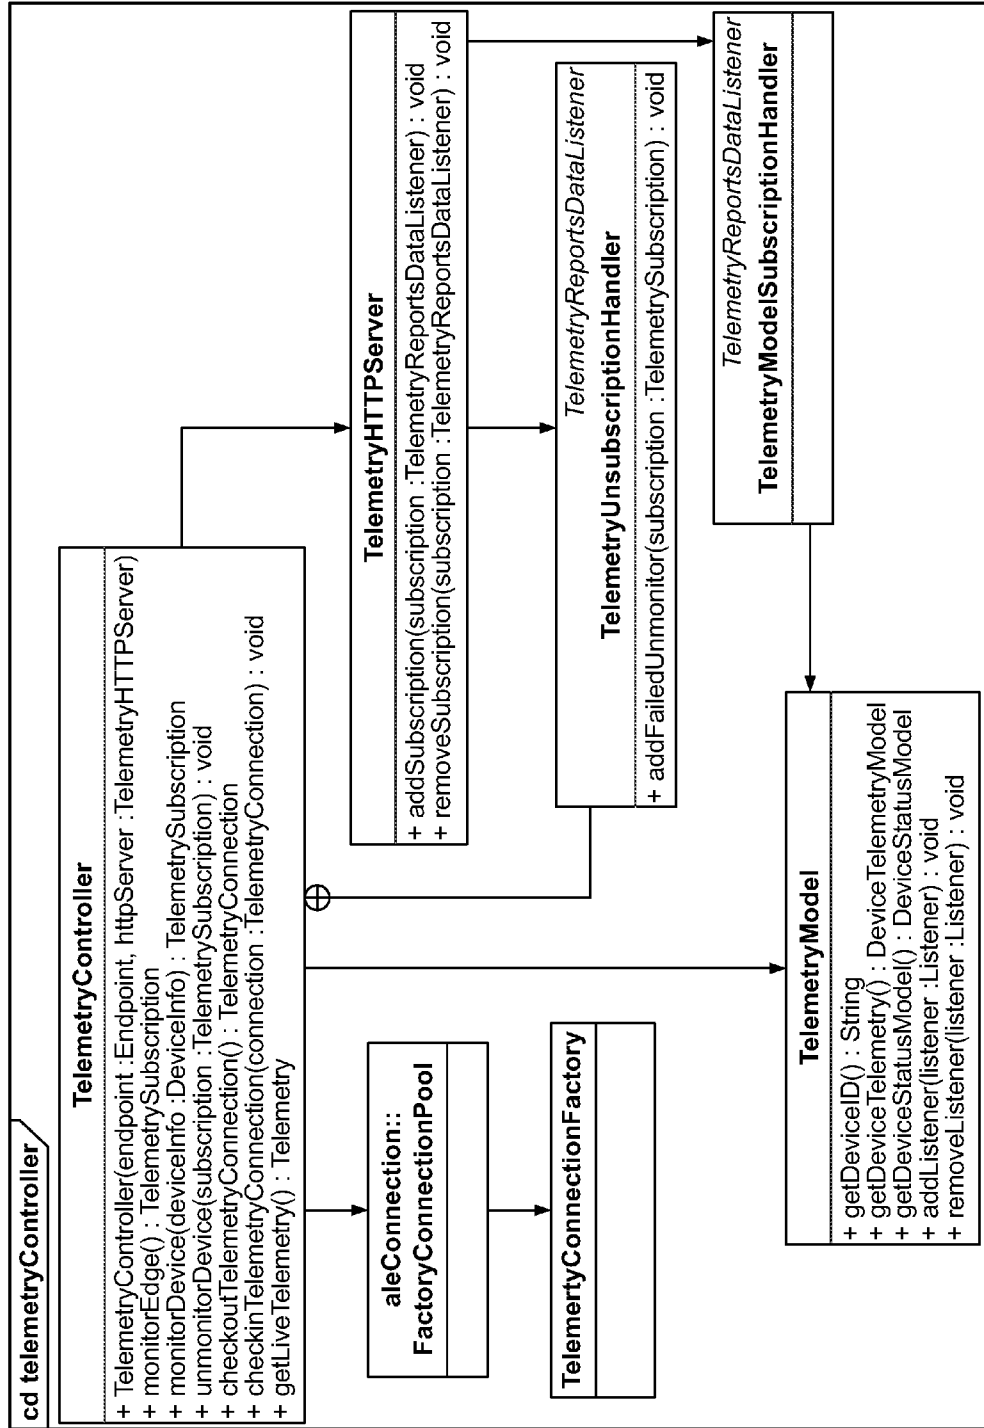 cd telemetryController
TelemetryController
+ TelemetryController(endpoint :Endpoint, httpServer :TelemetryHTTPServer)
+ monitorEdge() : TelemetrySubscription
+ monitorDevice(deviceInfo :DeviceInfo) : TelemetrySubscription
+ unmonitorDevice(subscription :TelemetrySubscription) : void
+ checkoutTelemetryConnection() : TelemetryConnection
+ checkinTelemetryConnection(connection :TelemetryConnection) : void
+ getLiveTelemetry() : Telemetry
TelemetryHTTPServer
+ addSubscription(subscription :TelemetryReportsDataListener) : void
+ removeSubscription(subscription :TelemetryReportsDataListener) : void
aleConnection::
FactoryConnectionPool
TelemetryReportsDataListener
TelemetryUnsubscriptionHandler
+ addFailedUnmonitor(subscription :TelemetrySubscription) : void
TelemertyConnectionFactory
TelemetryReportsDataListener
TelemetryModelSubscriptionHandler
TelemetryModel
+ getDeviceID() : String
+ getDeviceTelemetry() : DeviceTelemetryModel
+ getDeviceStatusModel() : DeviceStatusModel
+ addListener(listener :Listener) : void
+ removeListener(listener :Listener) : void